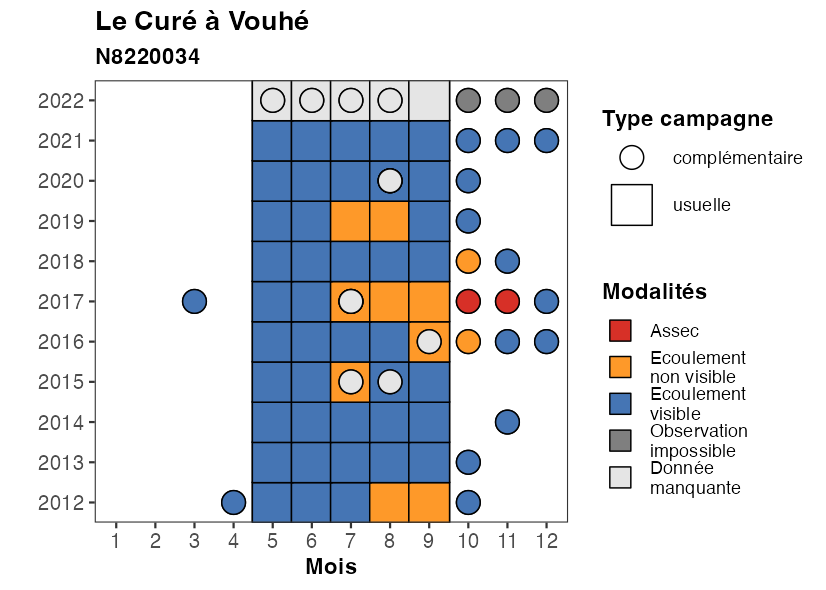 Le Curé à Vouhé
N8220034
2022
2021
2020
2019
2018
2017
2016
2015
2014
2013
2012
1 2 3 4 5 6 7 8 9 10 11 12
Mois
Type campagne
complémentaire
usuelle
Modalités
Assec
Ecoulement
non visible
Ecoulement
visible
Observation
impossible
Donnée
manquante